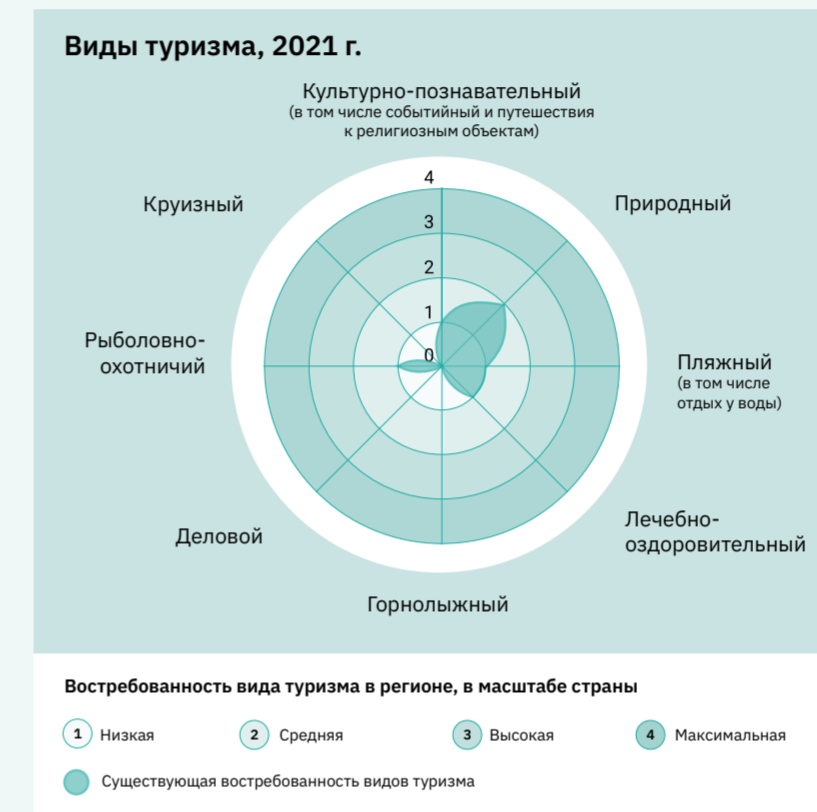 Виды туризма, 2021 г.
Культурно-познавательный
(в том числе событийный и путешествия
к религиозным объектам)
Круизный
Природный
4
3
2
1
0
Рыболовно-
охотничий
Пляжный
(в том числе
отдых у воды)
Лечебно-
оздоровительный
Деловой
Горнолыжный
Востребованность вида туризма в регионе, в масштабе страны
1 Низкая
2 Средняя
3 Высокая
4 Максимальная
Существующая востребованность видов туризма